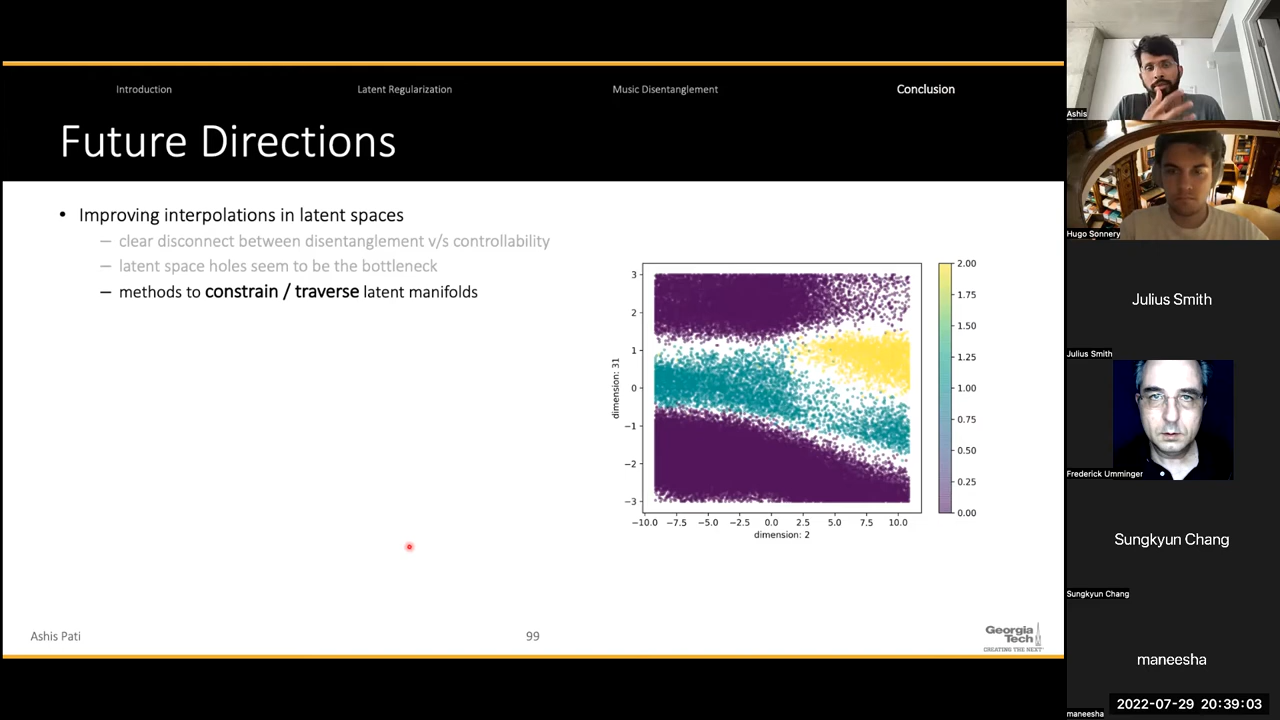 Introduction
Latent Regularization
Music Disentanglement
Conclusion
Future Directions
• Improving interpolations in latent spaces
– clear disconnect between disentanglement v/s controllability
– latent space holes seem to be the bottleneck
– methods to constrain / traverse latent manifolds
3
2
1
0
−1
−2
−3
dimension: 31
−10.0 −7.5 −5.0 −2.5 0.0 2.5 5.0 7.5 10.0
dimension: 2
2.00
1.75
1.50
1.25
1.00
0.75
0.50
0.25
0.00
Ashis Pati
99
Georgia
Tech
CREATING THE NEXT
Ashis
Hugo Sonnery
Julius Smith
Julius Smith
Frederick Umminger
Sungkyun Chang
Sungkyun Chang
maneesha
2022-07-29 20:39:03
maneesha